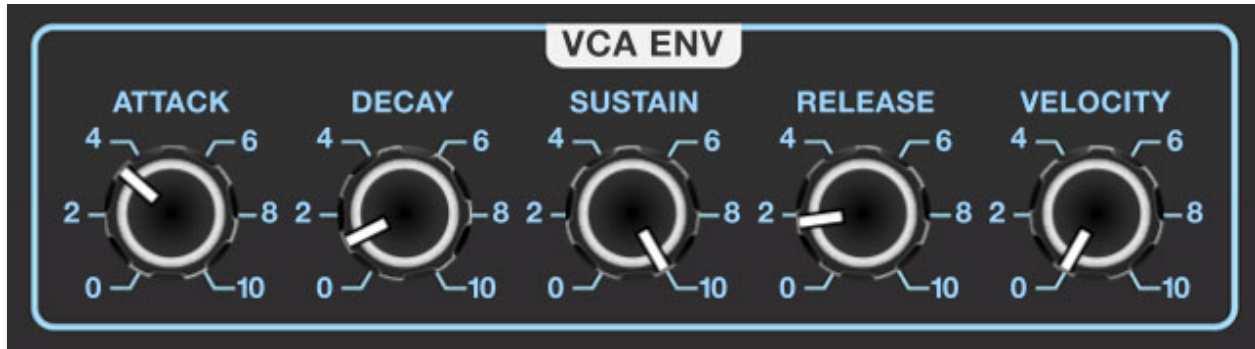 VCA ENV
ATTACK DECAY SUSTAIN RELEASE VELOCITY
4 6 4 6 4 6 4 6 4 6
2 8 2 8 2 8 2 8 2 8
0 10 0 10 0 10 0 10 0 10